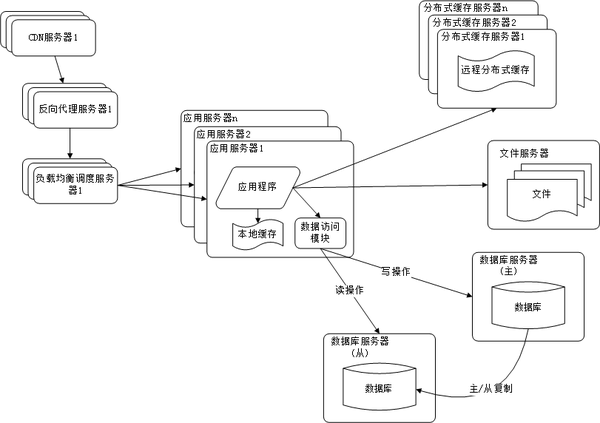 CDN服务器1
反向代理服务器1
负载均衡调度服务
器1
应用服务器n
应用服务器2
应用服务器1
应用程序
本地缓存
数据访问
模块
分布式缓存服务器n
分布式缓存服务器2
分布式缓存服务器1
远程分布式缓存
文件服务器
文件
写操作
读操作
数据库服务器
(主)
数据库
数据库服务器
(从)
数据库
主/从复制